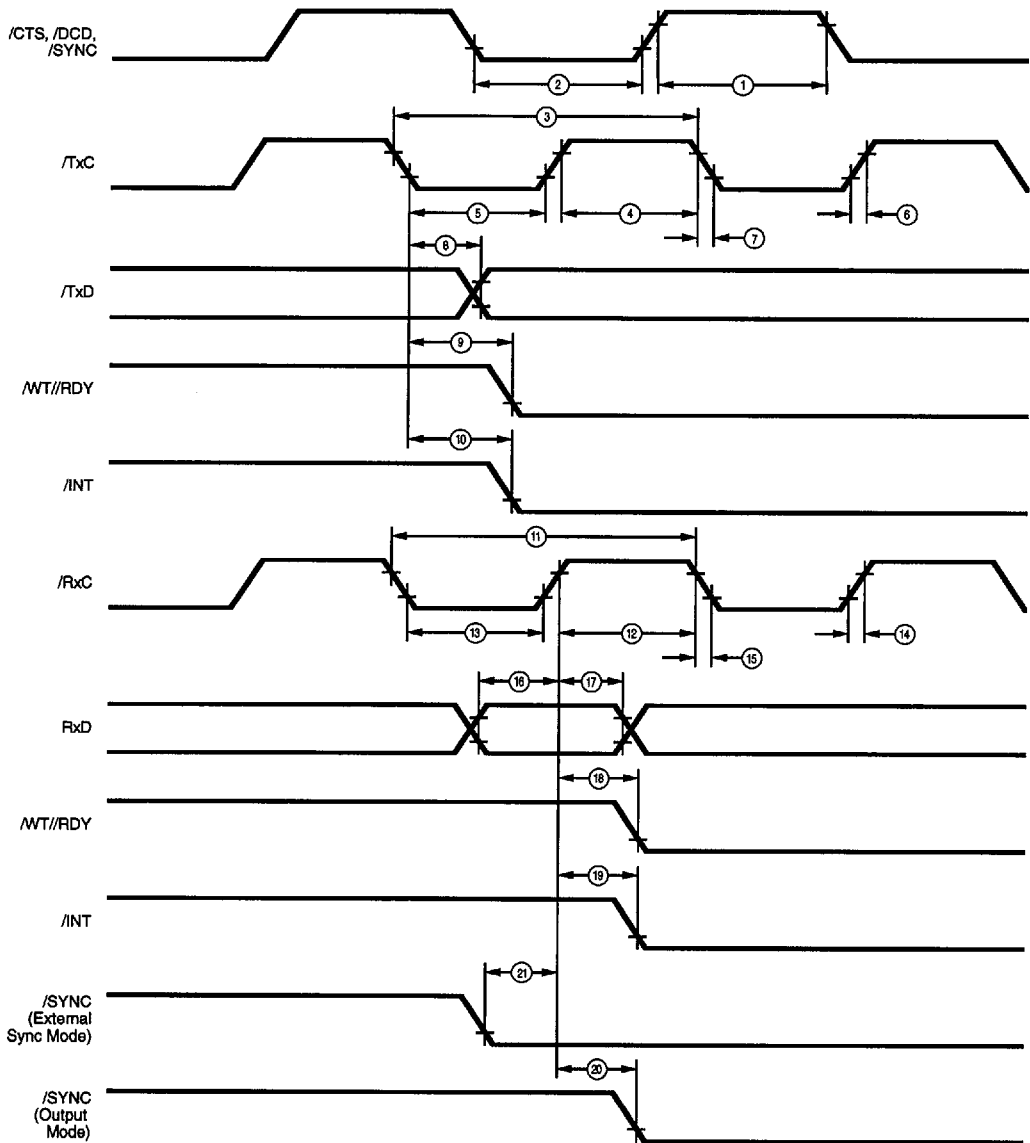 /CTS, /DCD,
/SYNC
2
1
3
/TxC
5
4
6
7
8
/TxD
9
/WT//RDY
10
/INT
11
/RxC
13
12
14
15
16
17
RxD
18
/WT//RDY
19
/INT
21
/SYNC
(External
Sync Mode)
20
/SYNC
(Output
Mode)